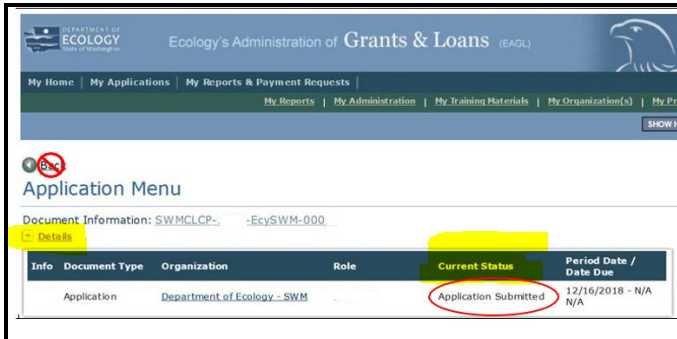 DEPARTMENT OF
ECOLOGY
State of Washington
Ecology's Administration of Grants & Loans (EAGL)
My Home | My Applications | My Reports & Payment Requests |
My Reports | My Administration | My Training Materials | My Organization(s) | My Pr
SHOW H
Back
Application Menu
Document Information: SWMCLCP-. -EcySWM-000
Details
Info Document Type Organization Role Current Status Period Date /
Date Due
Application Department of Ecology - SWM Application Submitted 12/16/2018 - N/A
N/A